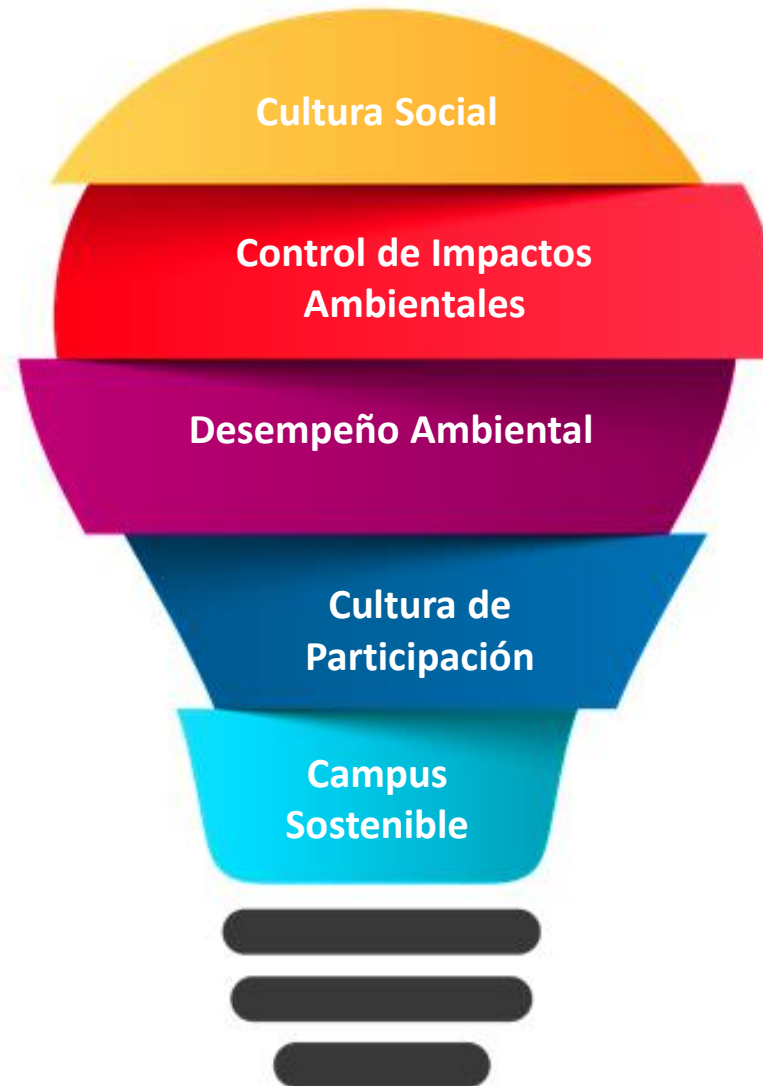 Cultura Social
Control de Impactos
Ambientales
Desempeño Ambiental
Cultura de
Participación
Campus
Sostenible